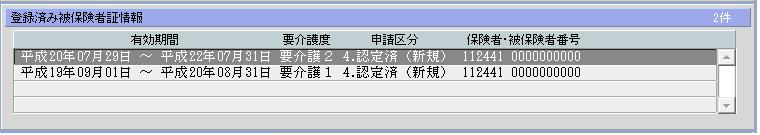 登録済み被保険者証情報 2件
有効期間 要介護度 申請区分 保険者・被保険者番号
平成20年07月29日 ～ 平成22年07月31日 要介護２ 4.認定済（新規） 112441 0000000000
平成19年09月01日 ～ 平成20年08月31日 要介護１ 4.認定済（新規） 112441 0000000000